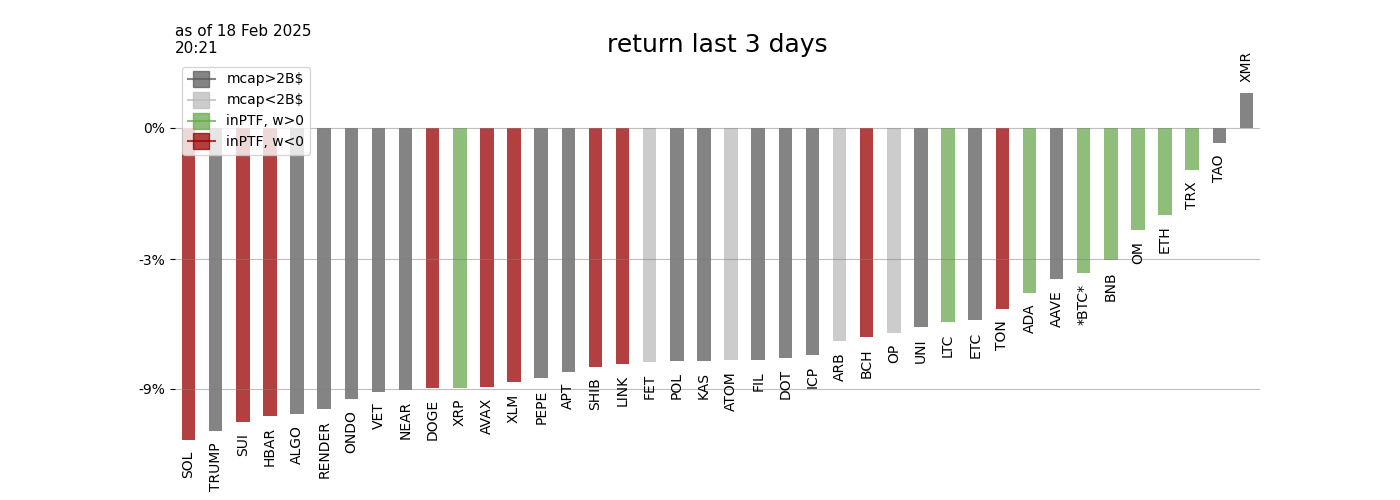 as of 18 Feb 2025
20:21
return last 3 days
mcap>2B$
mcap<2B$
inPTF, w>0
inPTF, w<0
0%
-3%
-9%
SOL
TRUMP
SUI
HBAR
ALGO
RENDER
ONDO
VET
NEAR
DOGE
XRP
AVAX
XLM
PEPE
APT
SHIB
LINK
FET
POL
KAS
ATOM
FIL
DOT
ICP
ARB
BCH
OP
UNI
LTC
ETC
TON
ADA
AAVE
*BTC*
BNB
OM
ETH
TRX
TAO
XMR